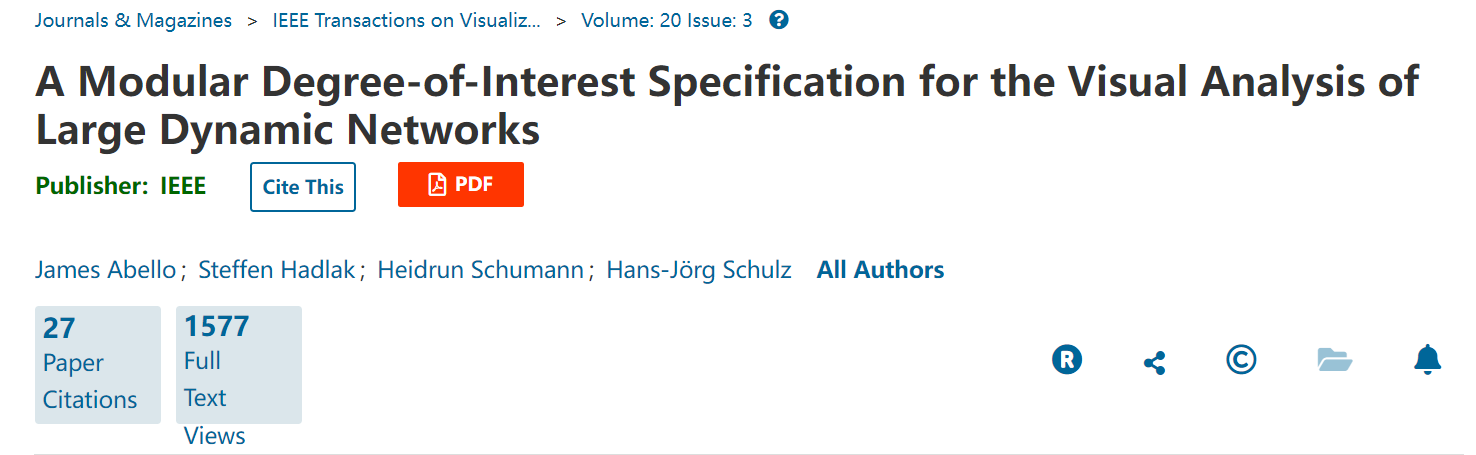 Journals & Magazines > IEEE Transactions on Visualiz... > Volume: 20 Issue: 3 ?
A Modular Degree-of-Interest Specification for the Visual Analysis of
Large Dynamic Networks
Publisher: IEEE Cite This PDF
James Abello; Steffen Hadlak; Heidrun Schumann; Hans-Jörg Schulz All Authors
27
Paper
Citations
1577
Full
Text
Views
R ©